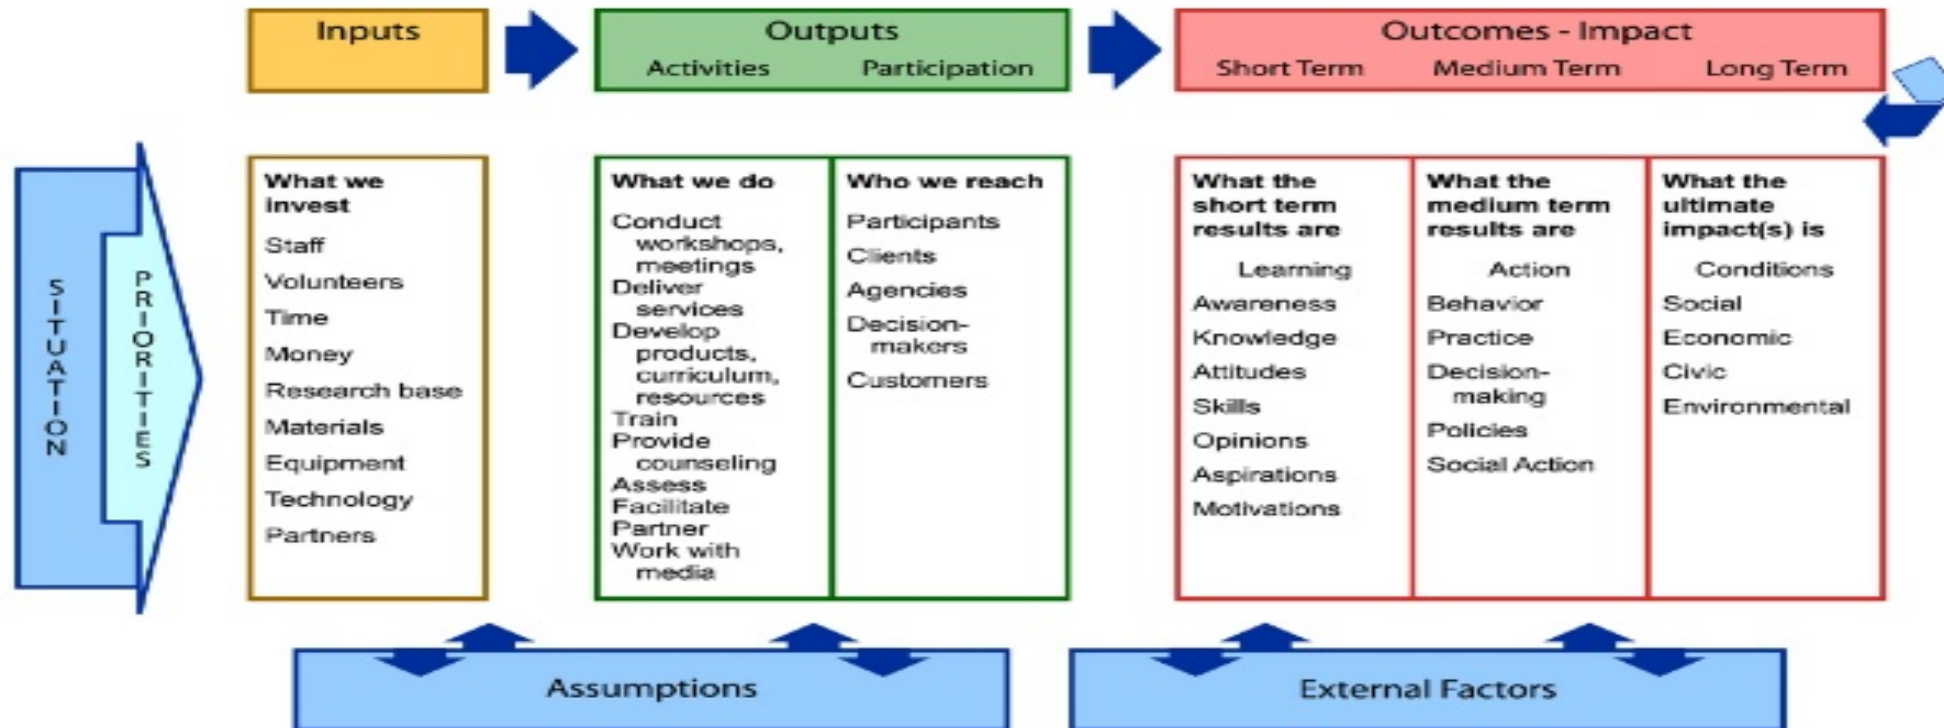 Inputs
Outputs
Activities
Participation
Outcomes - Impact
Short Term
Medium Term
Long Term
SITUATION
PRIORITIES
What we
invest
Staff
Volunteers
Time
Money
Research base
Materials
Equipment
Technology
Partners
What we do
Conduct
workshops,
meetings
Deliver
services
Develop
products,
curriculum,
resources
Train
Provide
counseling
Assess
Facilitate
Partner
Work with
media
Who we reach
Participants
Clients
Agencies
Decision-
makers
Customers
What the
short term
results are
Learning
Awareness
Knowledge
Attitudes
Skills
Opinions
Aspirations
Motivations
What the
medium term
results are
Action
Behavior
Practice
Decision-
making
Policies
Social Action
What the
ultimate
impact(s) is
Conditions
Social
Economic
Civic
Environmental
Assumptions
External Factors